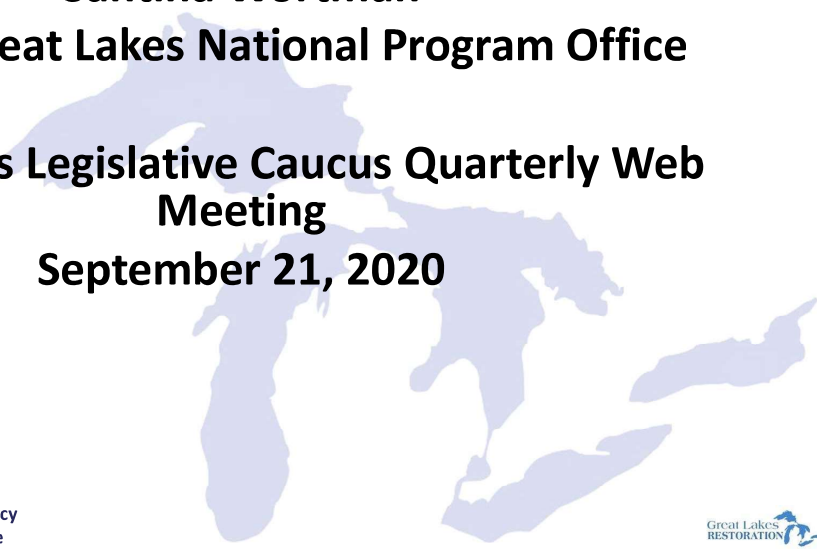 eat Lakes National Program Office
s Legislative Caucus Quarterly Web
Meeting
September 21, 2020
cy
e
Great Lakes
RESTORATION